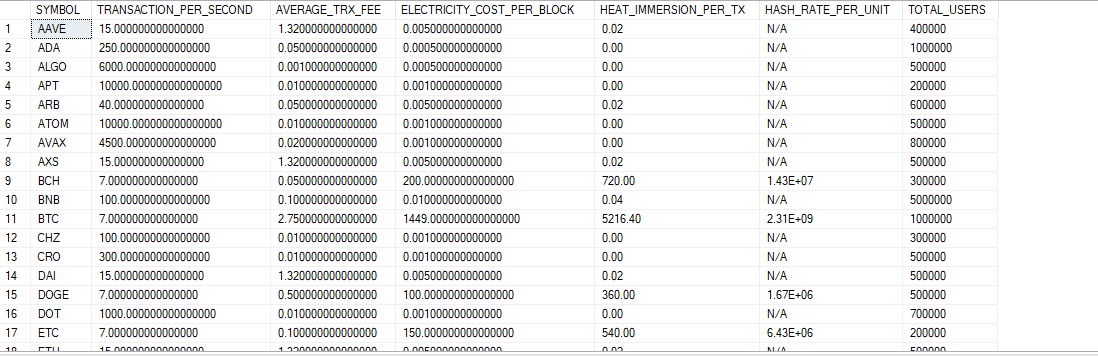 SYMBOL TRANSACTION_PER_SECOND AVERAGE_TRX_FEE ELECTRICITY_COST_PER_BLOCK HEAT_IMMERSION_PER_TX HASH_RATE_PER_UNIT TOTAL_USERS
1 AAVE 15.000000000000000 1.320000000000000 0.005000000000000 0.02 N/A 400000
2 ADA 250.000000000000000 0.050000000000000 0.000500000000000 0.00 N/A 1000000
3 ALGO 6000.000000000000000 0.001000000000000 0.000500000000000 0.00 N/A 500000
4 APT 10000.000000000000000 0.010000000000000 0.001000000000000 0.00 N/A 200000
5 ARB 40.000000000000000 0.050000000000000 0.005000000000000 0.02 N/A 600000
6 ATOM 10000.000000000000000 0.010000000000000 0.001000000000000 0.00 N/A 500000
7 AVAX 4500.000000000000000 0.020000000000000 0.001000000000000 0.00 N/A 800000
8 AXS 15.000000000000000 1.320000000000000 0.005000000000000 0.02 N/A 500000
9 BCH 7.000000000000000 0.050000000000000 200.000000000000000 720.00 1.43E+07 300000
10 BNB 100.000000000000000 0.100000000000000 0.010000000000000 0.04 N/A 5000000
11 BTC 7.000000000000000 2.750000000000000 1449.000000000000000 5216.40 2.31E+09 1000000
12 CHZ 100.000000000000000 0.010000000000000 0.001000000000000 0.00 N/A 300000
13 CRO 300.000000000000000 0.010000000000000 0.001000000000000 0.00 N/A 500000
14 DAI 15.000000000000000 1.320000000000000 0.005000000000000 0.02 N/A 500000
15 DOGE 7.000000000000000 0.500000000000000 100.000000000000000 360.00 1.67E+06 500000
16 DOT 1000.000000000000000 0.010000000000000 0.001000000000000 0.00 N/A 700000
17 ETC 7.000000000000000 0.100000000000000 150.000000000000000 540.00 6.43E+06 200000